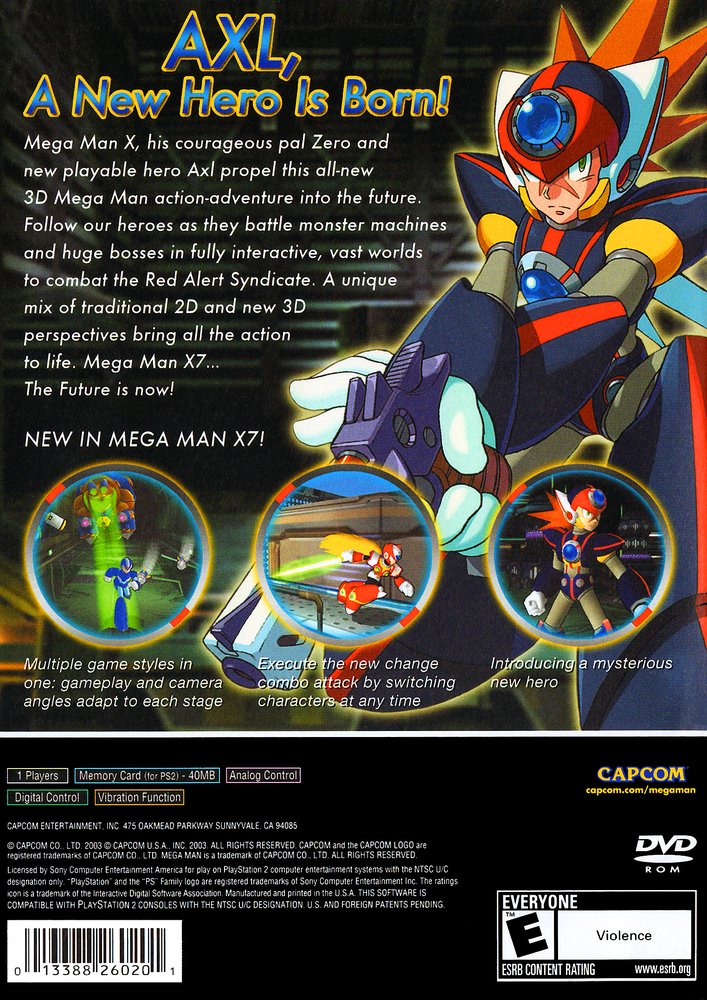 AXL,
A New Hero Is Born!
Mega Man X, his courageous pal Zero and
new playable hero Axl propel this all-new
3D Mega Man action-adventure into the future.
Follow our heroes as they battle monster machines
and huge bosses in fully interactive, vast worlds
to combat the Red Alert Syndicate. A unique
mix of traditional 2D and new 3D
perspectives bring all the action
to life. Mega Man X7...
The Future is now!
NEW IN MEGA MAN X7!
Multiple game styles in
one: gameplay and camera
angles adapt to each stage
Execute the new change
combo attack by switching
characters at any time
Introducing a mysterious
new hero
1 Players
Memory Card (for PS2) - 40MB
Analog Control
Digital Control
Vibration Function
CAPCOM
capcom.com/megaman
CAPCOM ENTERTAINMENT, INC. 475 OAKMEAD PARKWAY SUNNYVALE, CA 94085
© CAPCOM CO., LTD. 2003 © CAPCOM U.S.A., INC. 2003. ALL RIGHTS RESERVED. CAPCOM and the CAPCOM LOGO are
registered trademarks of CAPCOM CO., LTD. MEGA MAN is a trademark of CAPCOM CO., LTD. ALL RIGHTS RESERVED.
Licensed by Sony Computer Entertainment America for play on PlayStation 2 computer entertainment systems with the NTSC U/C
designation only. "PlayStation" and the "PS" Family logo are registered trademarks of Sony Computer Entertainment Inc. The ratings
icon is a trademark of the Interactive Digital Software Association. Manufactured and printed in the U.S.A. THIS SOFTWARE IS
COMPATIBLE WITH PLAYSTATION 2 CONSOLES WITH THE NTSC U/C DESIGNATION. U.S. AND FOREIGN PATENTS PENDING.
DVD
ROM
EVERYONE
TM
E
Violence
ESRB CONTENT RATING
www.esrb.org
0 13388 26020 1